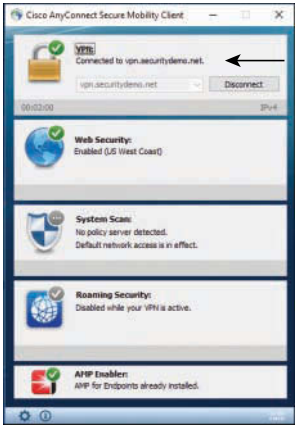 Cisco AnyConnect Secure Mobility Client
VPN:
Connected to vpn.securitydemo.net.
vpn.securitydemo.net
Disconnect
00:02:00
IPv4
Web Security:
Enabled (US West Coast)
System Scan:
No policy server detected.
Default network access is in effect.
Roaming Security:
Disabled while your VPN is active.
AMP Enabler:
AMP for Endpoints already installed.